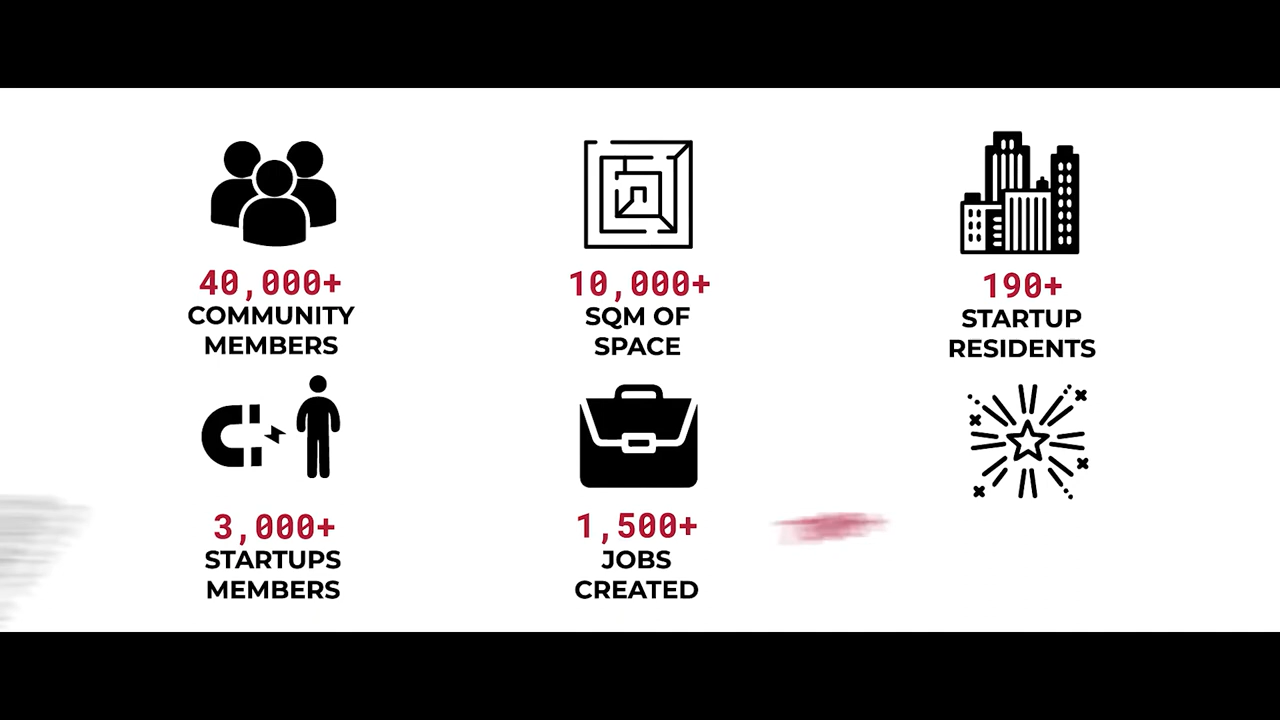 40,000+
COMMUNITY
MEMBERS
10,000+
SQM OF
SPACE
190+
STARTUP
RESIDENTS
3,000+
STARTUPS
MEMBERS
1,500+
JOBS
CREATED